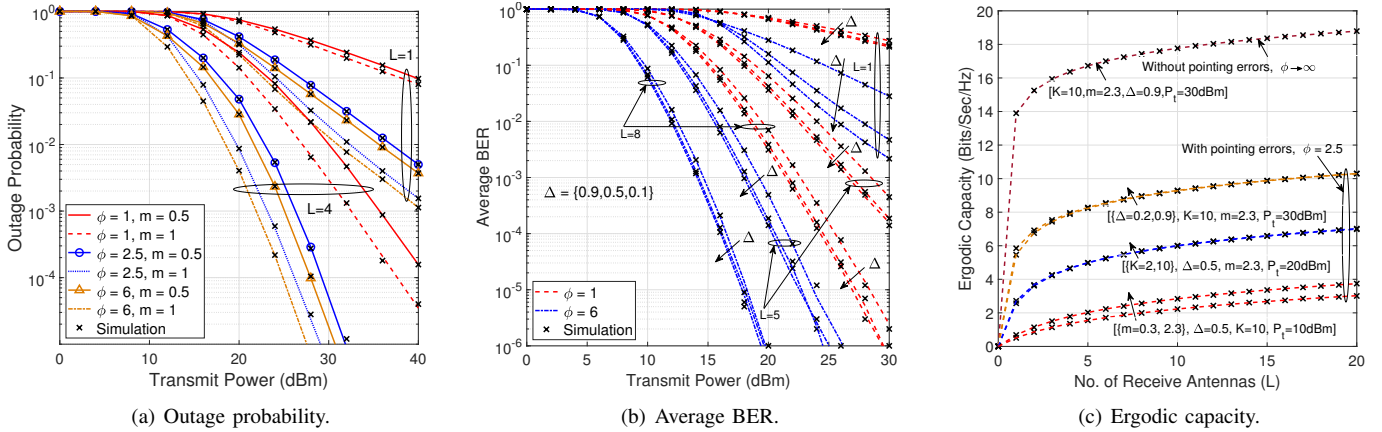 10^0
10^-1
10^-2
10^-3
10^-4
Outage Probability
0 10 20 30 40
Transmit Power (dBm)
L=1
L=4
ϕ = 1, m = 0.5
ϕ = 1, m = 1
ϕ = 2.5, m = 0.5
ϕ = 2.5, m = 1
ϕ = 6, m = 0.5
ϕ = 6, m = 1
Simulation
(a) Outage probability.
10^0
10^-1
10^-2
10^-3
10^-4
10^-5
10^-6
Average BER
0 5 10 15 20 25 30
Transmit Power (dBm)
Δ
L=1
Δ
L=8
Δ
Δ = {0.9,0.5,0.1}
Δ
Δ
Δ
L=5
ϕ = 1
ϕ = 6
Simulation
(b) Average BER.
20
18
16
14
12
10
8
6
4
2
0
Ergodic Capacity (Bits/Sec/Hz)
0 5 10 15 20
No. of Receive Antennas (L)
Without pointing errors, ϕ→∞
[K=10,m=2.3,Δ=0.9,P_t=30dBm]
With pointing errors, ϕ = 2.5
[{Δ=0.2,0.9}, K=10, m=2.3, P_t=30dBm]
[{K=2,10}, Δ=0.5, m=2.3, P_t=20dBm]
[{m=0.3, 2.3}, Δ=0.5, K=10, P_t=10dBm]
(c) Ergodic capacity.